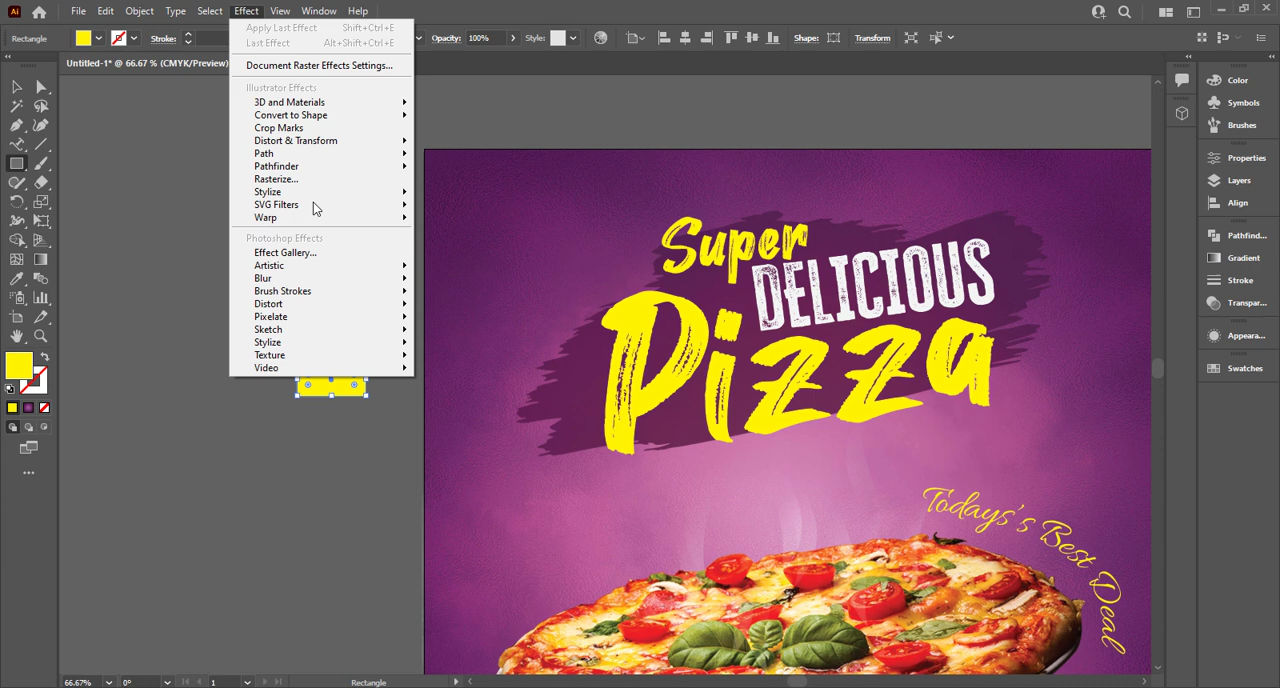 Ai File Edit Object Type Select Effect View Window Help
Rectangle Stroke: Opacity: 100% Style: Shape: Transform
Untitled-1* @ 66.67 % (CMYK/Preview)
Apply Last Effect Shift+Ctrl+E
Last Effect Alt+Shift+Ctrl+E
Document Raster Effects Settings...
Illustrator Effects
3D and Materials
Convert to Shape
Crop Marks
Distort & Transform
Path
Pathfinder
Rasterize...
Stylize
SVG Filters
Warp
Photoshop Effects
Effect Gallery...
Artistic
Blur
Brush Strokes
Distort
Pixelate
Sketch
Stylize
Texture
Video
Super
DELICIOUS
Pizza
Todays's Best Deal
Color
Symbols
Brushes
Properties
Layers
Align
Pathfind...
Gradient
Stroke
Transpar...
Appeara...
Swatches
66.67% 0° 1 Rectangle